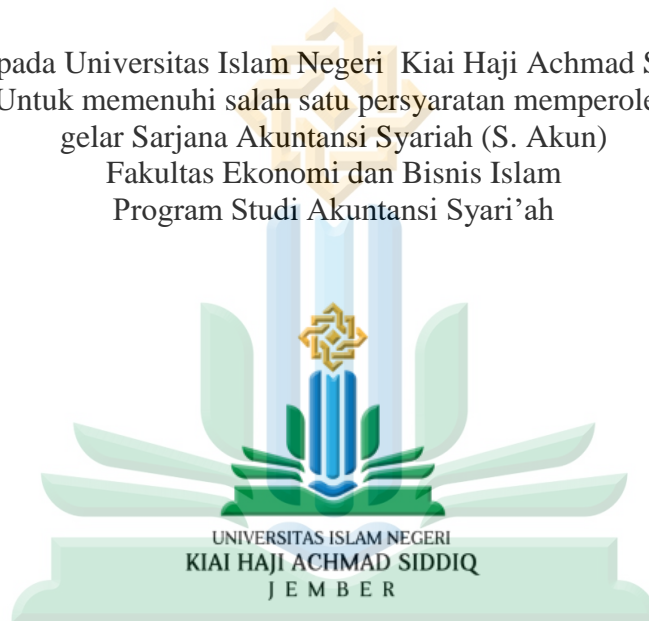 pada Universitas Islam Negeri Kiai Haji Achmad
Untuk memenuhi salah satu persyaratan
gelar Sarjana Akuntansi Syariah (S. Akun)
Fakultas Ekonomi dan Bisnis Islam
Program Studi Akuntansi Syari’ah
UNIVERSITAS ISLAM NEGERI
KIAI HAJI ACHMAD SIDDIQ
JEMBER